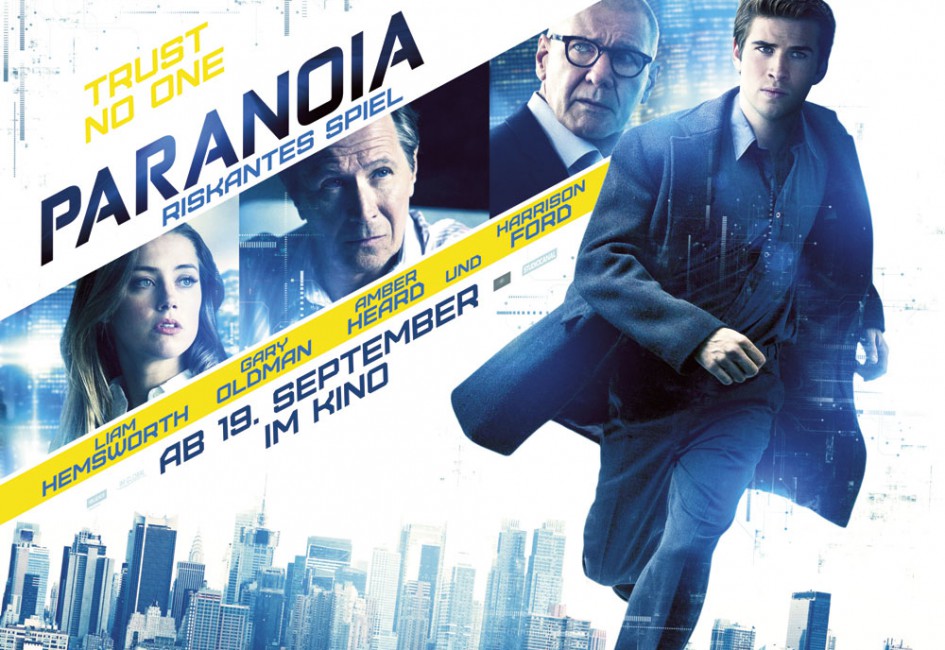 TRUST
NO ONE
PARANOIA
RISKANTES SPIEL
LIAM
HEMSWORTH
GARY
OLDMAN
AMBER
HEARD
UND
HARRISON
FORD
AB 19. SEPTEMBER
IM KINO